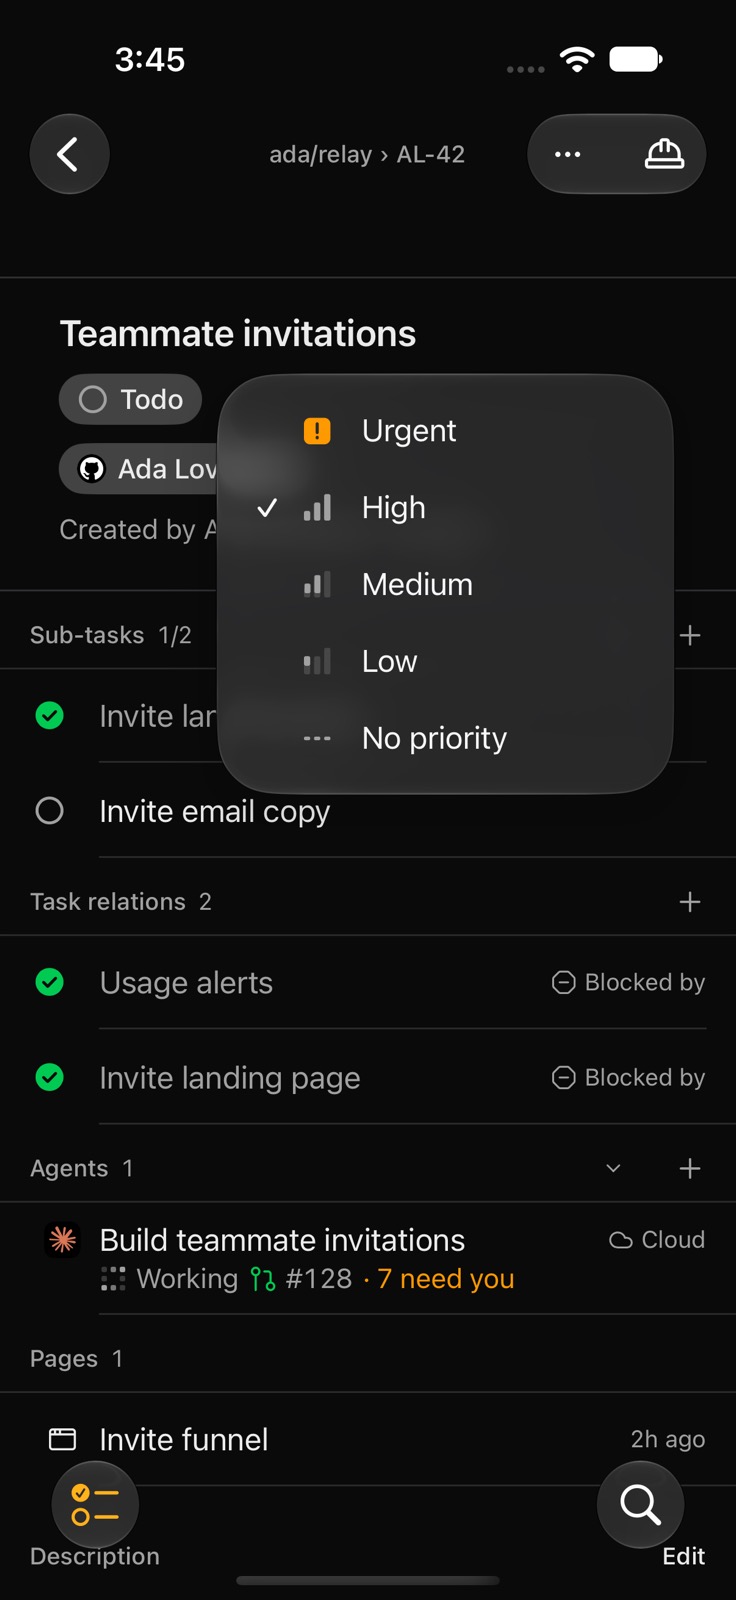 3:45
ada/relay › AL-42
Teammate invitations
Todo
Urgent
Ada Lov
High
Created by A
Medium
Sub-tasks 1/2
Low
Invite lan
No priority
Invite email copy
Task relations 2
Usage alerts
Blocked by
Invite landing page
Blocked by
Agents 1
Build teammate invitations
Cloud
Working #128 · 7 need you
Pages 1
Invite funnel
2h ago
Description
Edit